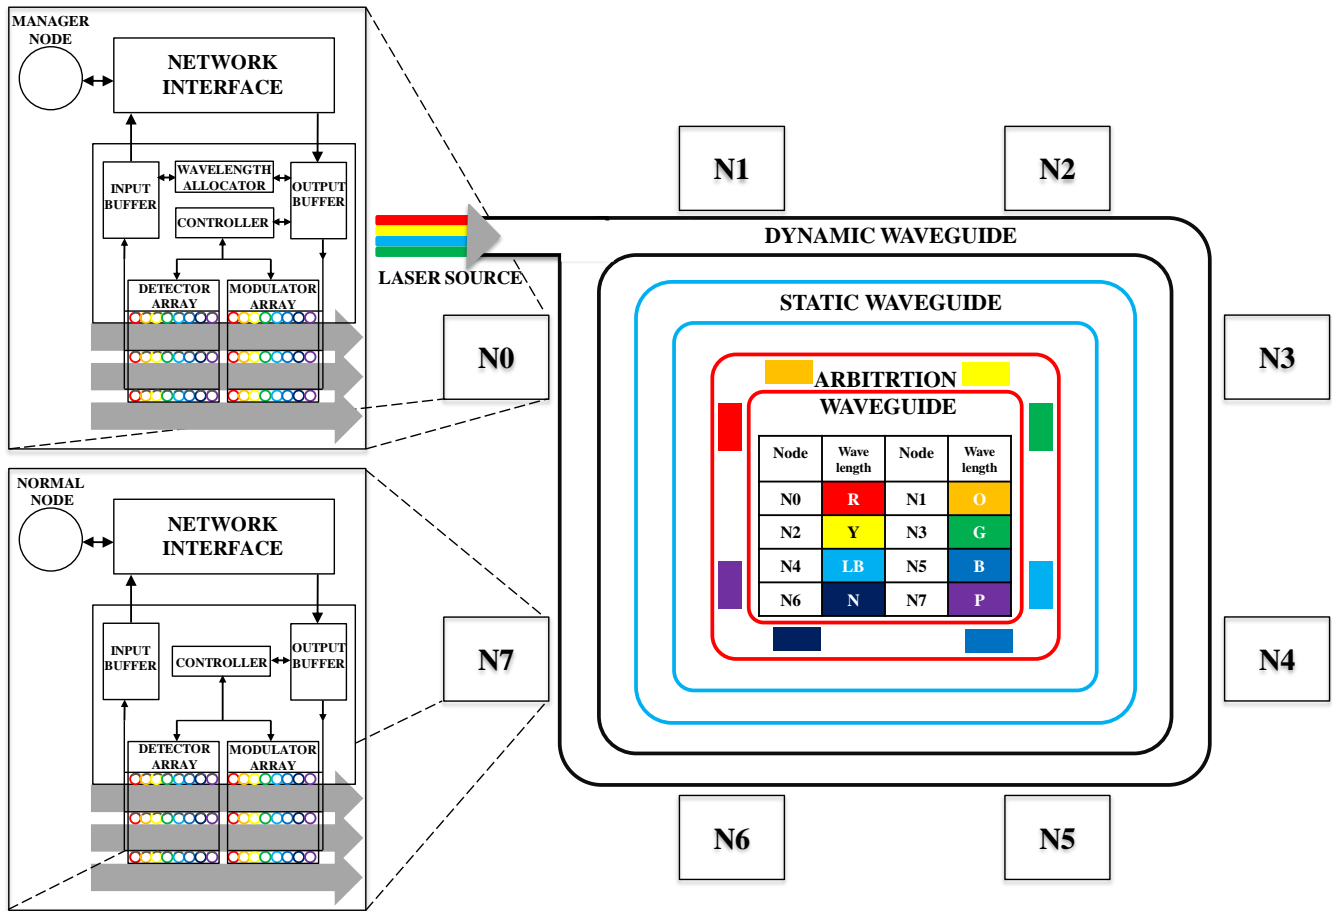 MANAGER
NODE
NETWORK
INTERFACE
INPUT
BUFFER
WAVELENGTH
ALLOCATOR
CONTROLLER
OUTPUT
BUFFER
DETECTOR
ARRAY
MODULATOR
ARRAY
NORMAL
NODE
NETWORK
INTERFACE
INPUT
BUFFER
CONTROLLER
OUTPUT
BUFFER
DETECTOR
ARRAY
MODULATOR
ARRAY
LASER SOURCE
N0
N7
N1
N2
N3
N4
N6
N5
DYNAMIC WAVEGUIDE
STATIC WAVEGUIDE
ARBITRTION
WAVEGUIDE
Node Wave length Node Wave length
N0 R N1 O
N2 Y N3 G
N4 LB N5 B
N6 N N7 P